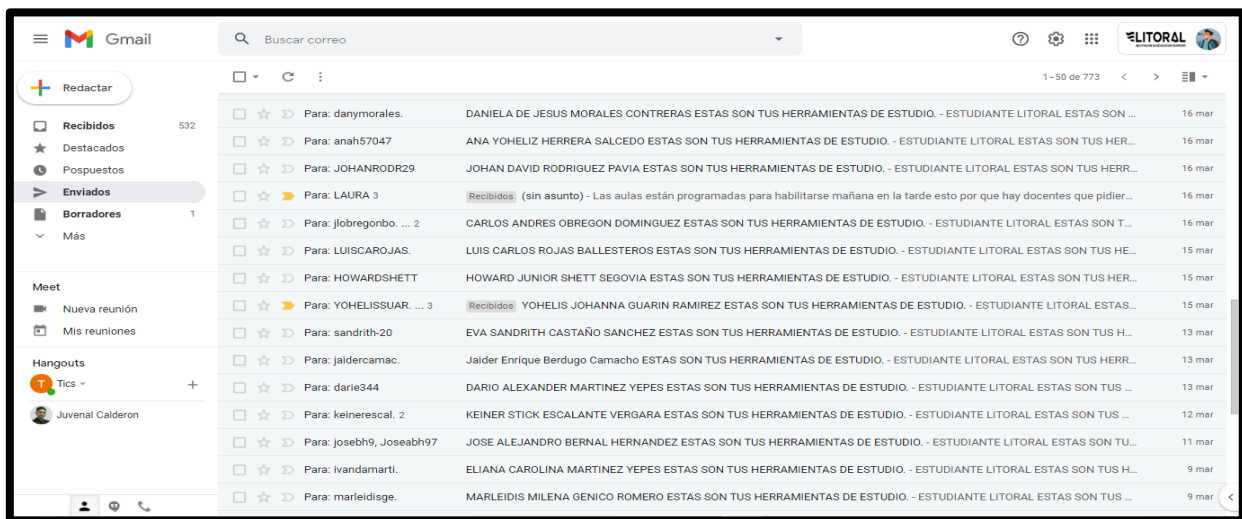 Gmail
Buscar correo
ELITORAL
Redactar
1–50 de 773
Recibidos 532
Destacados
Pospuestos
Enviados
Borradores 1
Más
Meet
Nueva reunión
Mis reuniones
Hangouts
T Tics
Juvenal Calderon
Para: danymorales. DANIELA DE JESUS MORALES CONTRERAS ESTAS SON TUS HERRAMIENTAS DE ESTUDIO. - ESTUDIANTE LITORAL ESTAS SON ... 16 mar
Para: anah57047 ANA YOHELIZ HERRERA SALCEDO ESTAS SON TUS HERRAMIENTAS DE ESTUDIO. - ESTUDIANTE LITORAL ESTAS SON TUS HER... 16 mar
Para: JOHANRODR29 JOHAN DAVID RODRIGUEZ PAVIA ESTAS SON TUS HERRAMIENTAS DE ESTUDIO. - ESTUDIANTE LITORAL ESTAS SON TUS HERR... 16 mar
Para: LAURA 3 Recibidos (sin asunto) - Las aulas están programadas para habilitarse mañana en la tarde esto por que hay docentes que pidier... 16 mar
Para: jlobregonbo. ... 2 CARLOS ANDRES OBREGON DOMINGUEZ ESTAS SON TUS HERRAMIENTAS DE ESTUDIO. - ESTUDIANTE LITORAL ESTAS SON T... 16 mar
Para: LUISCAROJAS. LUIS CARLOS ROJAS BALLESTEROS ESTAS SON TUS HERRAMIENTAS DE ESTUDIO. - ESTUDIANTE LITORAL ESTAS SON TUS HE... 15 mar
Para: HOWARDSHETT HOWARD JUNIOR SHETT SEGOVIA ESTAS SON TUS HERRAMIENTAS DE ESTUDIO. - ESTUDIANTE LITORAL ESTAS SON TUS HER... 15 mar
Para: YOHELISSUAR. ... 3 Recibidos YOHELIS JOHANNA GUARIN RAMIREZ ESTAS SON TUS HERRAMIENTAS DE ESTUDIO. - ESTUDIANTE LITORAL ESTAS... 15 mar
Para: sandrith-20 EVA SANDRITH CASTAÑO SANCHEZ ESTAS SON TUS HERRAMIENTAS DE ESTUDIO. - ESTUDIANTE LITORAL ESTAS SON TUS H... 13 mar
Para: jaidercamac. Jaider Enrique Berdugo Camacho ESTAS SON TUS HERRAMIENTAS DE ESTUDIO. - ESTUDIANTE LITORAL ESTAS SON TUS HERR... 13 mar
Para: darie344 DARIO ALEXANDER MARTINEZ YEPES ESTAS SON TUS HERRAMIENTAS DE ESTUDIO. - ESTUDIANTE LITORAL ESTAS SON TUS ... 13 mar
Para: keinerescal. 2 KEINER STICK ESCALANTE VERGARA ESTAS SON TUS HERRAMIENTAS DE ESTUDIO. - ESTUDIANTE LITORAL ESTAS SON TUS ... 12 mar
Para: josebh9, Joseabh97 JOSE ALEJANDRO BERNAL HERNANDEZ ESTAS SON TUS HERRAMIENTAS DE ESTUDIO. - ESTUDIANTE LITORAL ESTAS SON TU... 11 mar
Para: ivandamarti. ELIANA CAROLINA MARTINEZ YEPES ESTAS SON TUS HERRAMIENTAS DE ESTUDIO. - ESTUDIANTE LITORAL ESTAS SON TUS H... 9 mar
Para: marleidisge. MARLEIDIS MILENA GENICO ROMERO ESTAS SON TUS HERRAMIENTAS DE ESTUDIO. - ESTUDIANTE LITORAL ESTAS SON TUS ... 9 mar